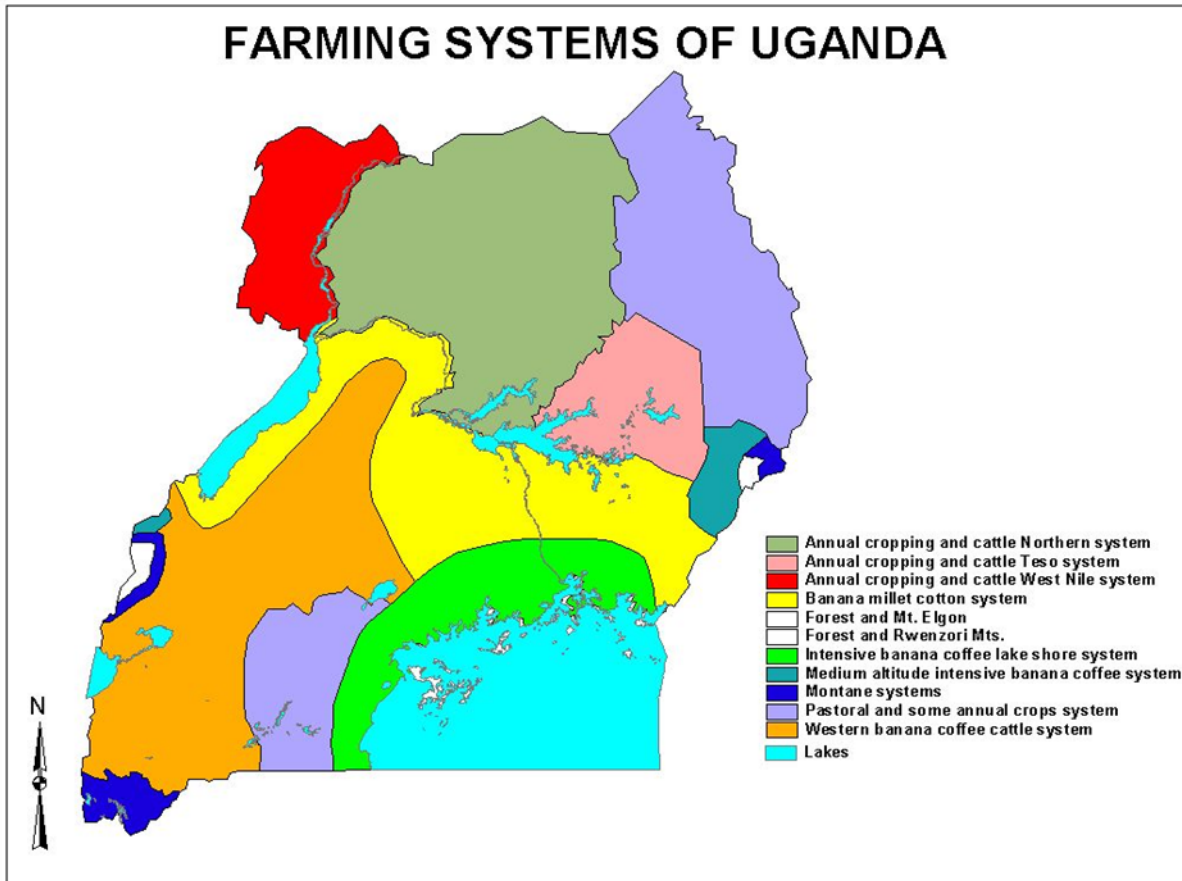 FARMING SYSTEMS OF UGANDA
Annual cropping and cattle Northern system
Annual cropping and cattle Teso system
Annual cropping and cattle West Nile system
Banana millet cotton system
Forest and Mt. Elgon
Forest and Rwenzori Mts.
Intensive banana coffee lake shore system
Medium altitude intensive banana coffee system
Montane systems
Pastoral and some annual crops system
Western banana coffee cattle system
Lakes
N